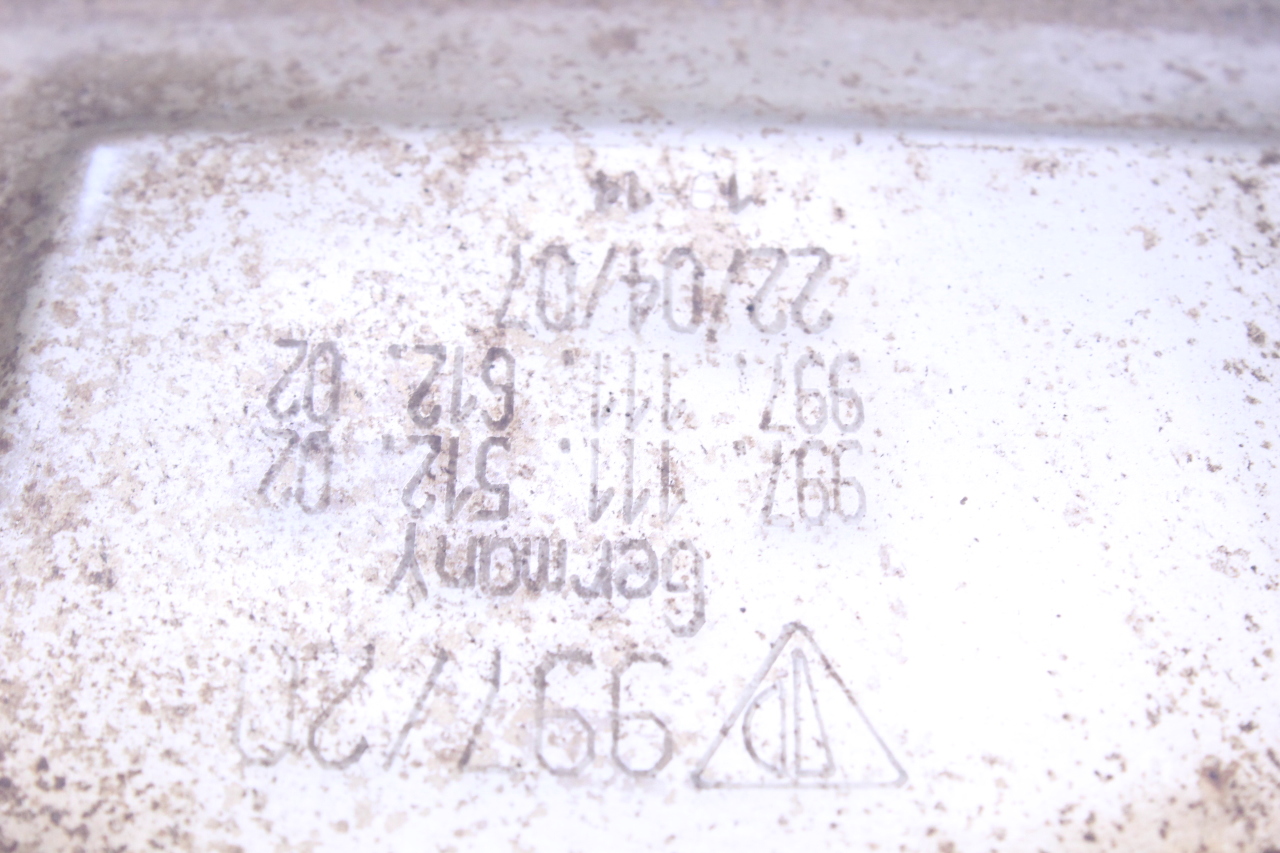 997/20
Germany
997. 111. 512. 02
997. 111. 612. 02
22/04/07